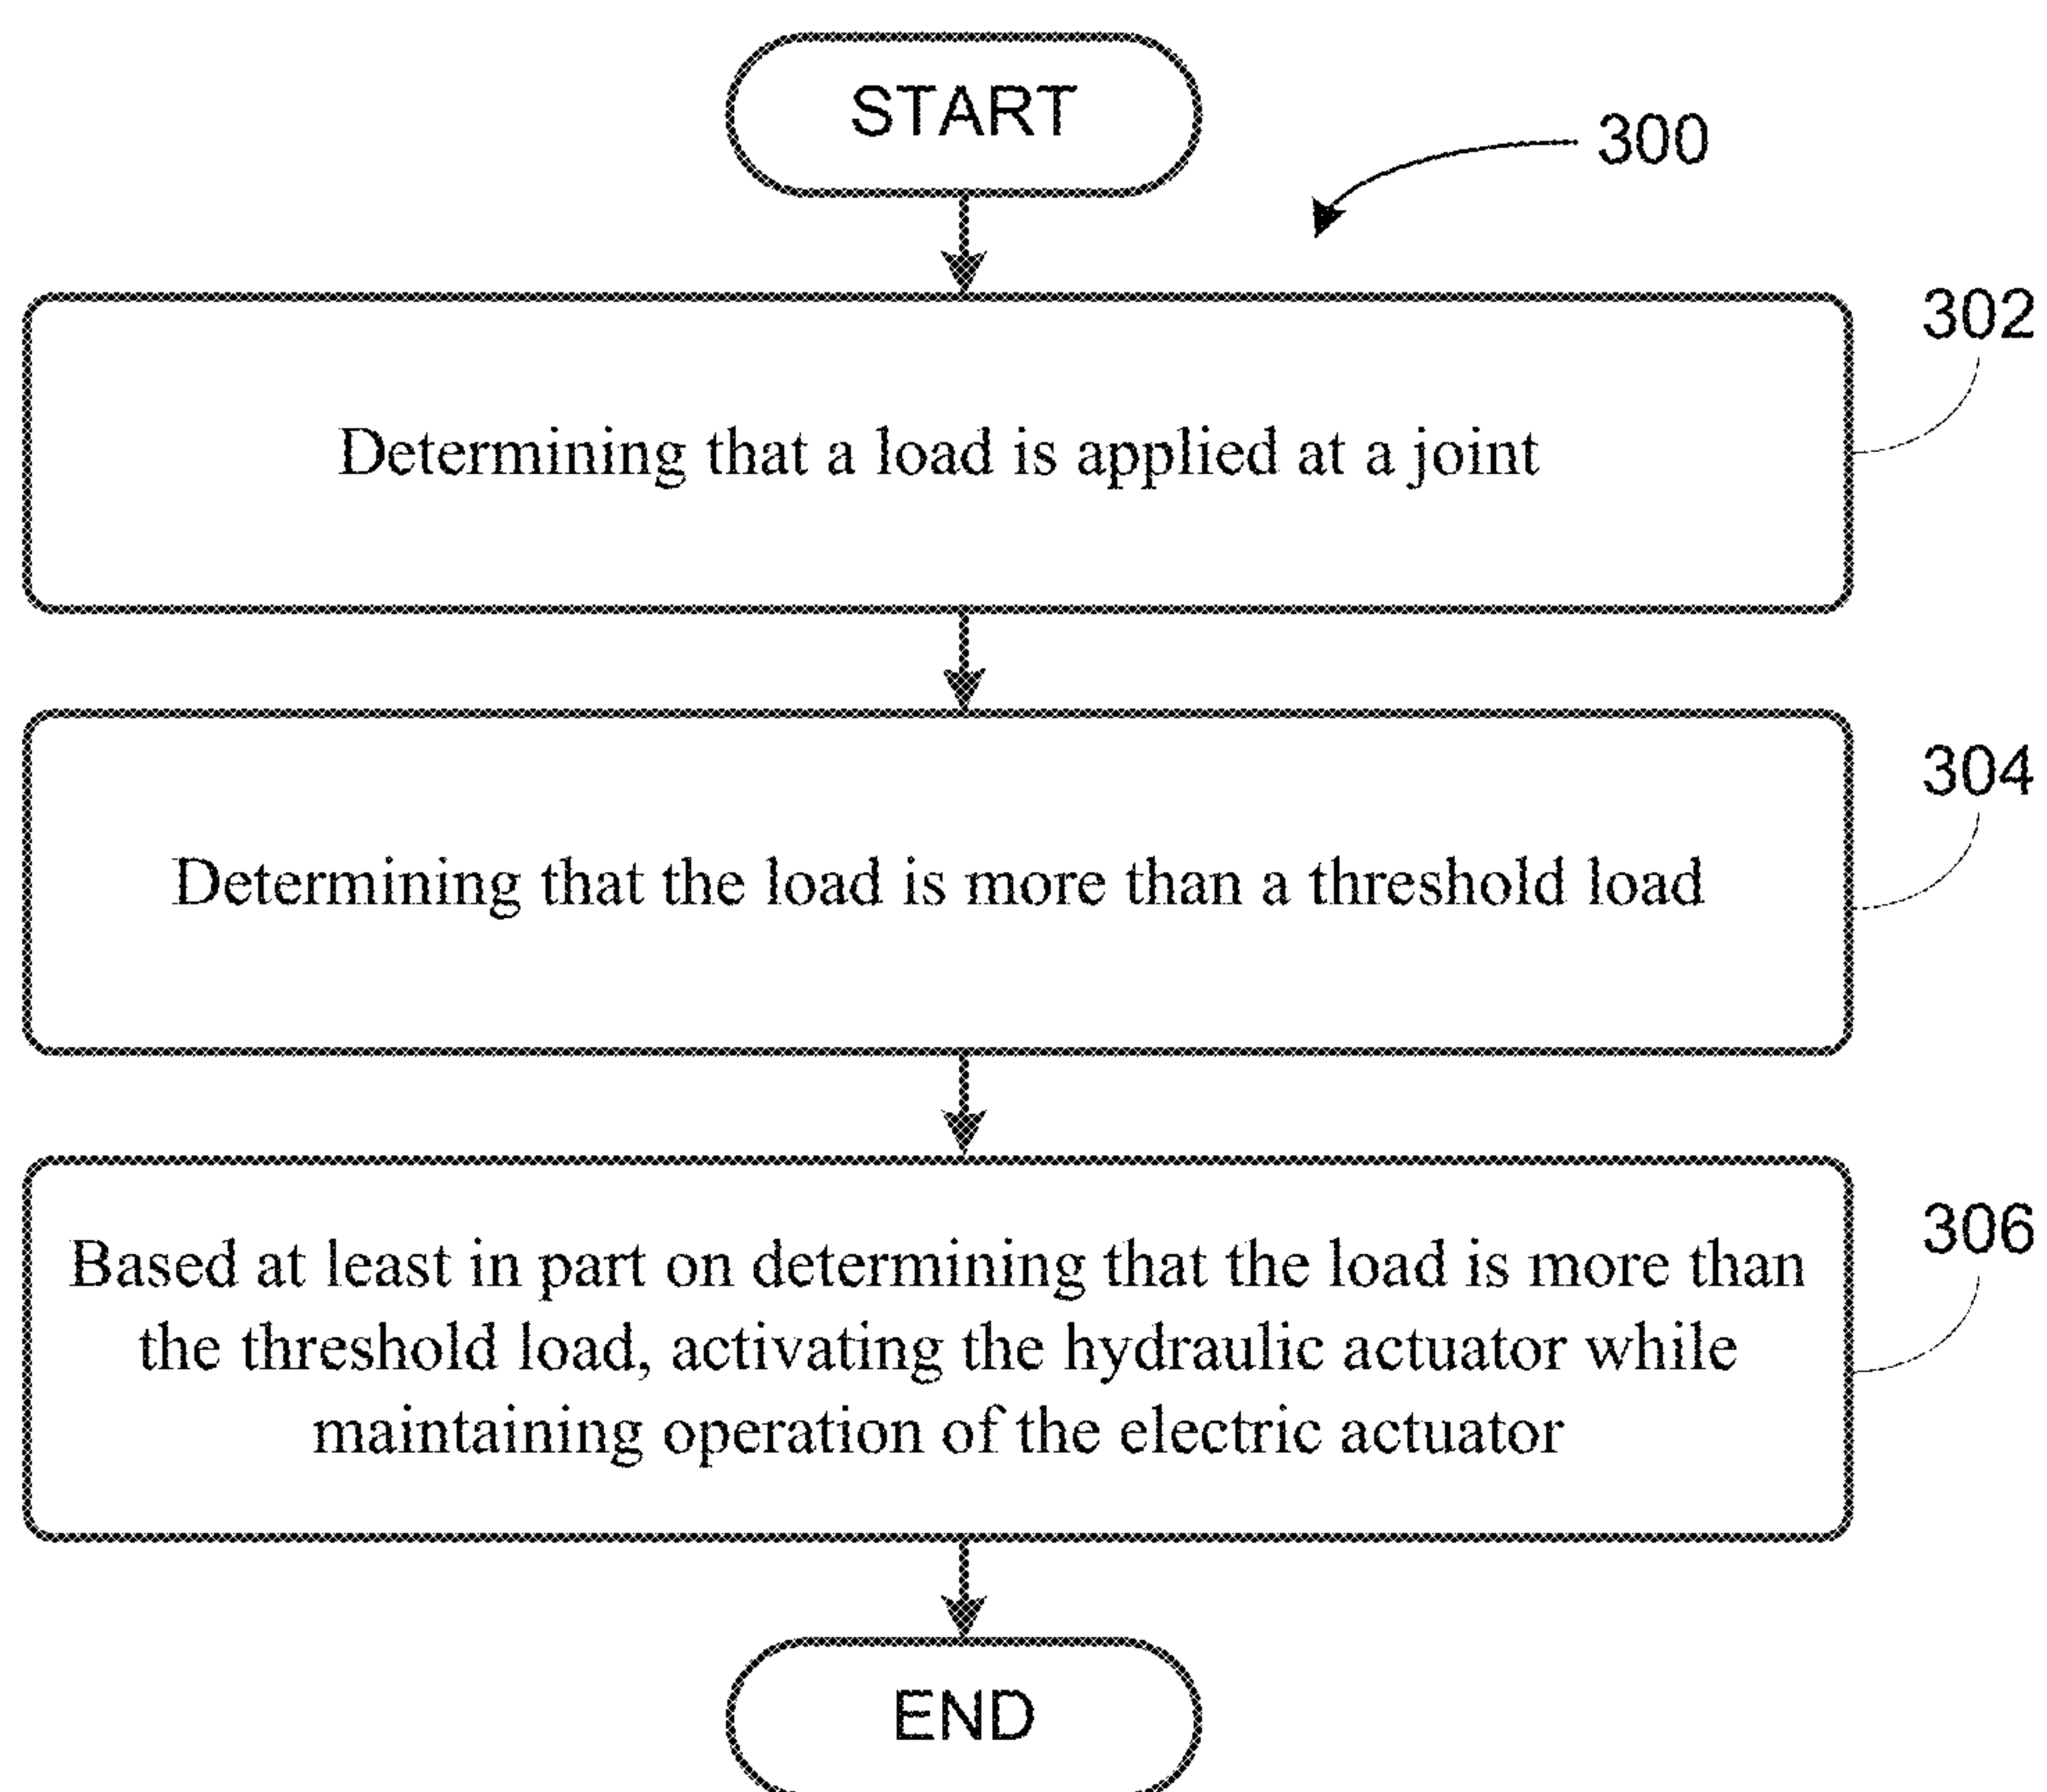 START
300
302
Determining that a load is applied at a joint
304
Determining that the load is more than a threshold load
306
Based at least in part on determining that the load is more than
the threshold load, activating the hydraulic actuator while
maintaining operation of the electric actuator
END